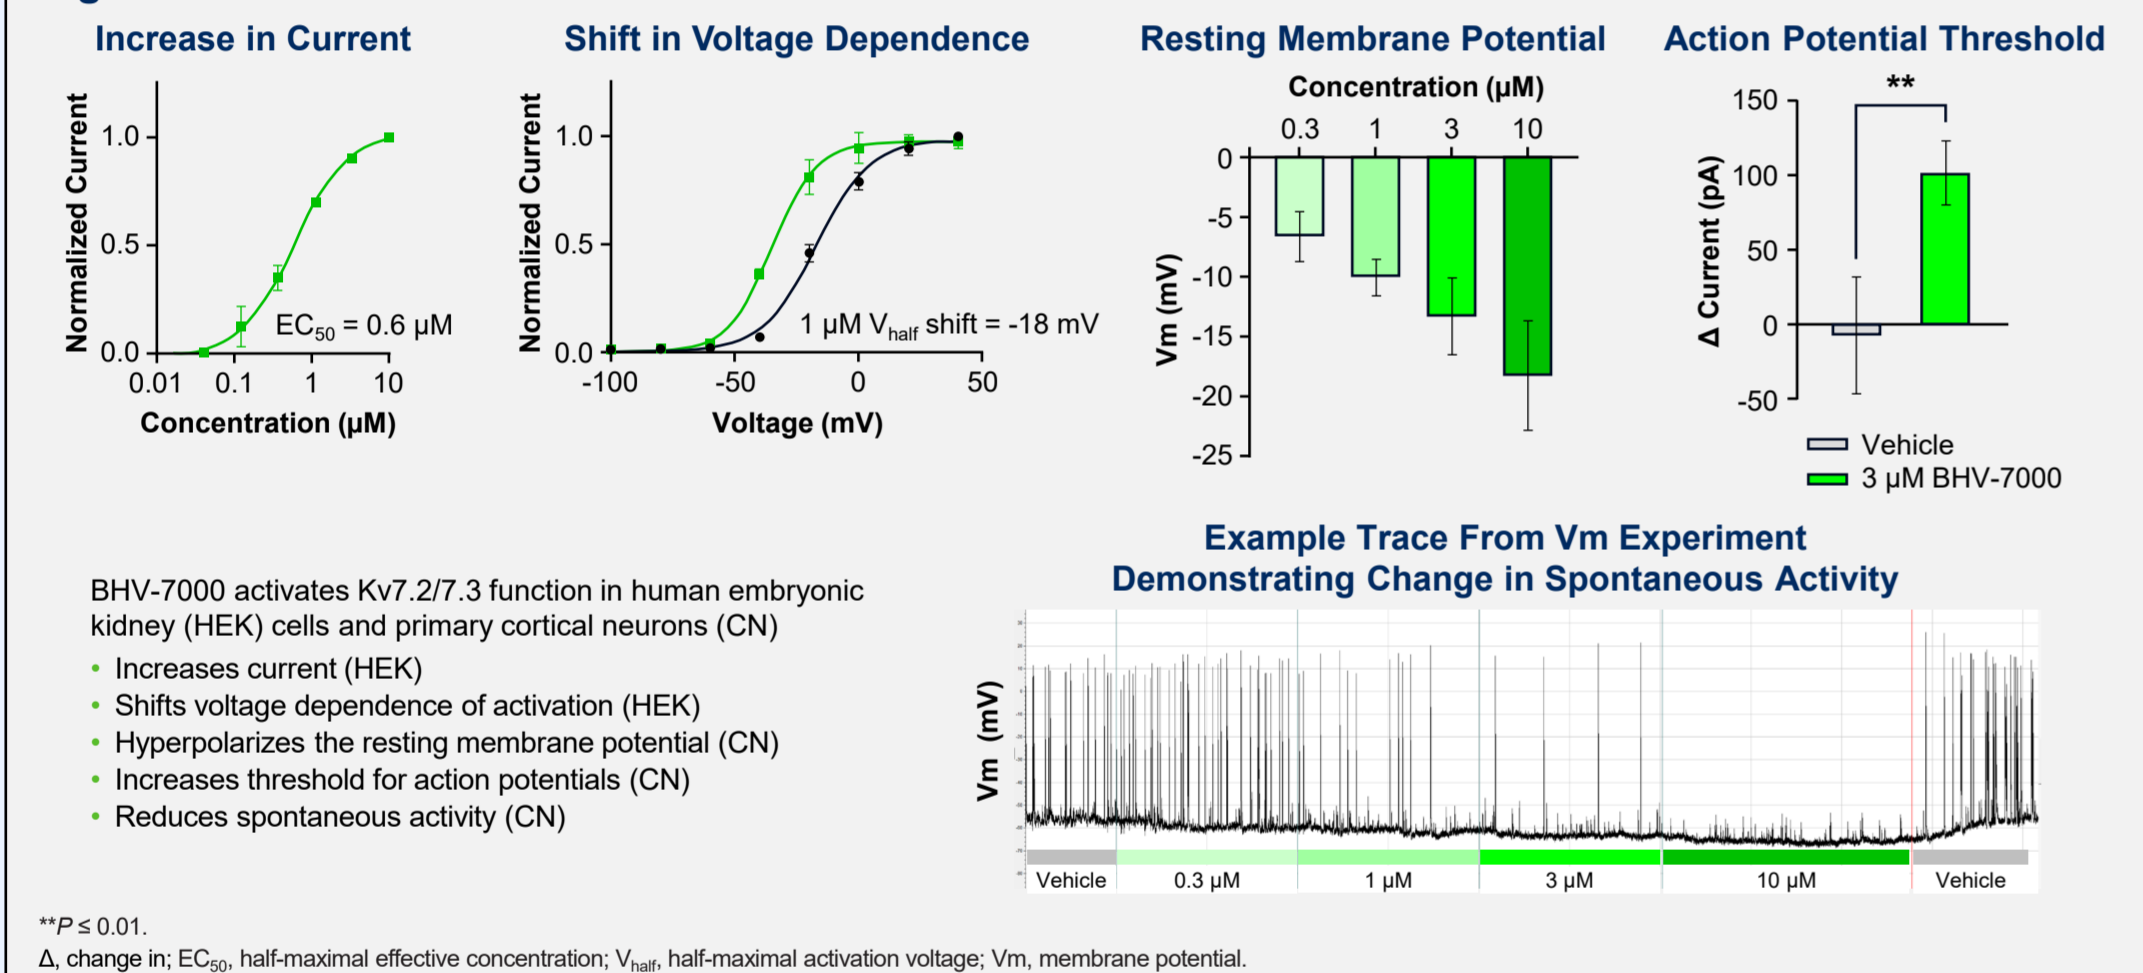 Increase in Current
Normalized Current
1.0
0.5
0.0
EC50 = 0.6 µM
0.01 0.1 1 10
Concentration (µM)
Shift in Voltage Dependence
Normalized Current
1.0
0.5
0.0
1 µM Vhalf shift = -18 mV
-100 -50 0 50
Voltage (mV)
Resting Membrane Potential
Concentration (µM)
0.3 1 3 10
Vm (mV)
0
-5
-10
-15
-20
-25
Action Potential Threshold
**
Δ Current (pA)
150
100
50
0
-50
Vehicle
3 µM BHV-7000
BHV-7000 activates Kv7.2/7.3 function in human embryonic
kidney (HEK) cells and primary cortical neurons (CN)
• Increases current (HEK)
• Shifts voltage dependence of activation (HEK)
• Hyperpolarizes the resting membrane potential (CN)
• Increases threshold for action potentials (CN)
• Reduces spontaneous activity (CN)
Example Trace From Vm Experiment
Demonstrating Change in Spontaneous Activity
Vm (mV)
Vehicle 0.3 µM 1 µM 3 µM 10 µM Vehicle
**P ≤ 0.01.
Δ, change in; EC50, half-maximal effective concentration; Vhalf, half-maximal activation voltage; Vm, membrane potential.